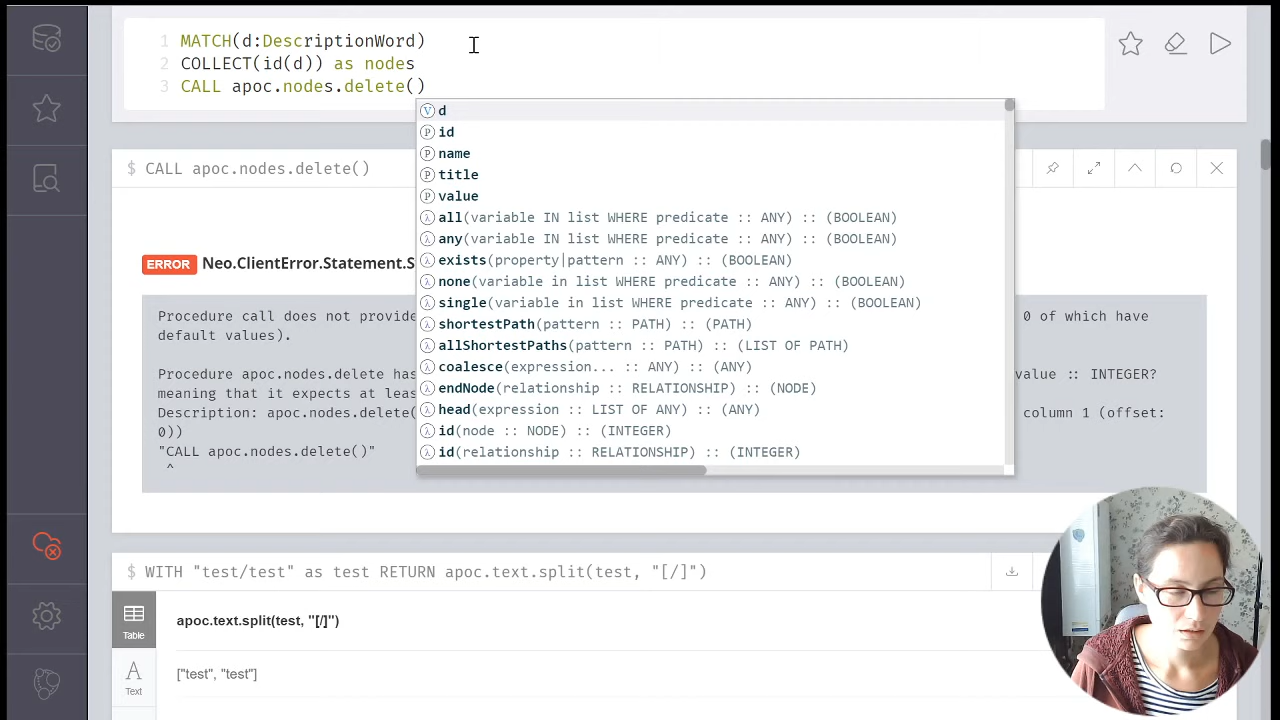 1 MATCH(d:DescriptionWord)
2 COLLECT(id(d)) as nodes
3 CALL apoc.nodes.delete()
d
id
name
title
value
all(variable IN list WHERE predicate :: ANY) :: (BOOLEAN)
any(variable IN list WHERE predicate :: ANY) :: (BOOLEAN)
exists(property|pattern :: ANY) :: (BOOLEAN)
none(variable IN list WHERE predicate :: ANY) :: (BOOLEAN)
single(variable in list WHERE predicate :: ANY) :: (BOOLEAN)
shortestPath(pattern :: PATH) :: (PATH)
allShortestPaths(pattern :: PATH) :: (LIST OF PATH)
coalesce(expression... :: ANY) :: (ANY)
endNode(relationship :: RELATIONSHIP) :: (NODE)
head(expression :: LIST OF ANY) :: (ANY)
id(node :: NODE) :: (INTEGER)
id(relationship :: RELATIONSHIP) :: (INTEGER)
$ CALL apoc.nodes.delete()
ERROR Neo.ClientError.Statement.S
Procedure call does not provide 0 of which have
default values).
Procedure apoc.nodes.delete has value :: INTEGER?
meaning that it expects at leas
Description: apoc.nodes.delete( column 1 (offset:
0))
"CALL apoc.nodes.delete()"
^
$ WITH "test/test" as test RETURN apoc.text.split(test, "[/]")
Table
apoc.text.split(test, "[/]")
A
Text
["test", "test"]